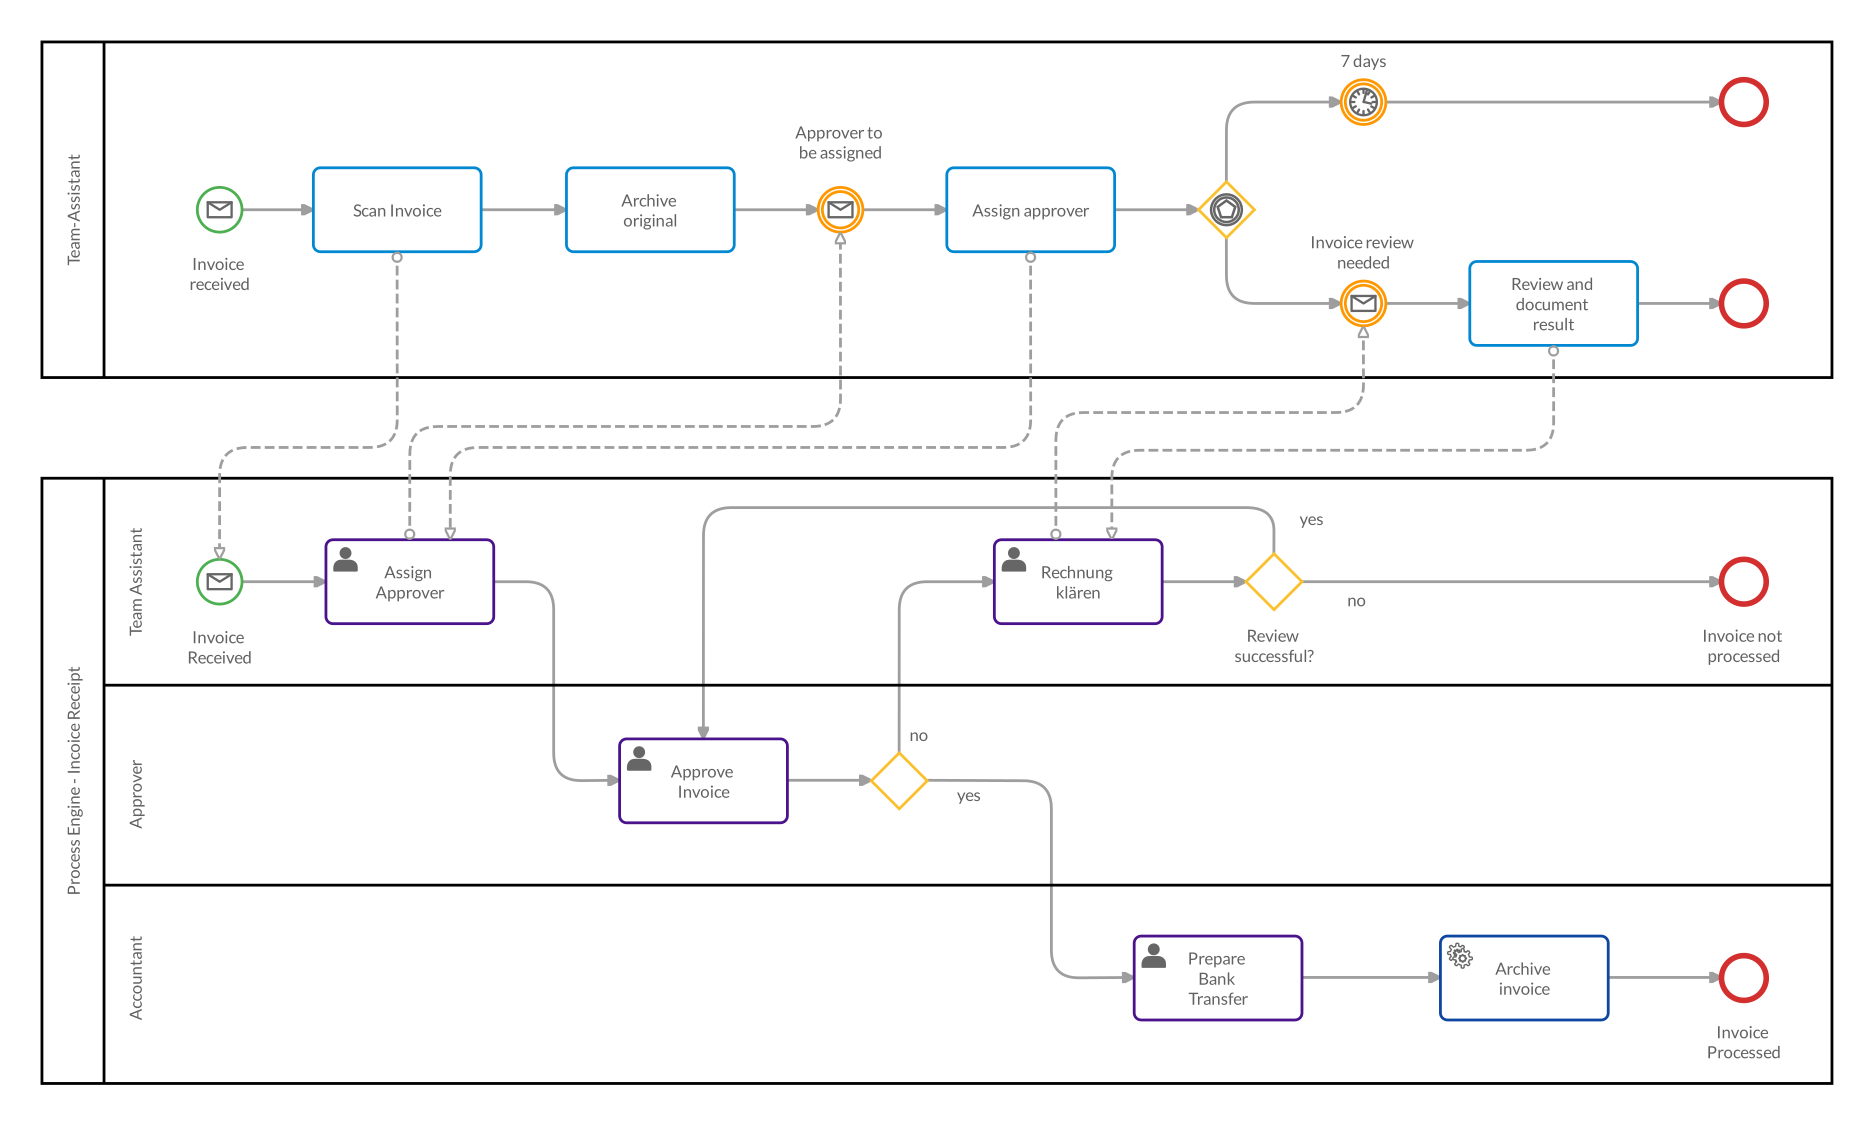 Team-Assistant
7 days
Approver to
be assigned
Scan Invoice
Archive
original
Assign approver
Invoice
received
Invoice review
needed
Review and
document
result
Process Engine - Incoice Receipt
Team Assistant
yes
Assign
Approver
Rechnung
klären
no
Invoice
Received
Review
successful?
Invoice not
processed
Approver
no
Approve
Invoice
yes
Accountant
Prepare
Bank
Transfer
Archive
invoice
Invoice
Processed